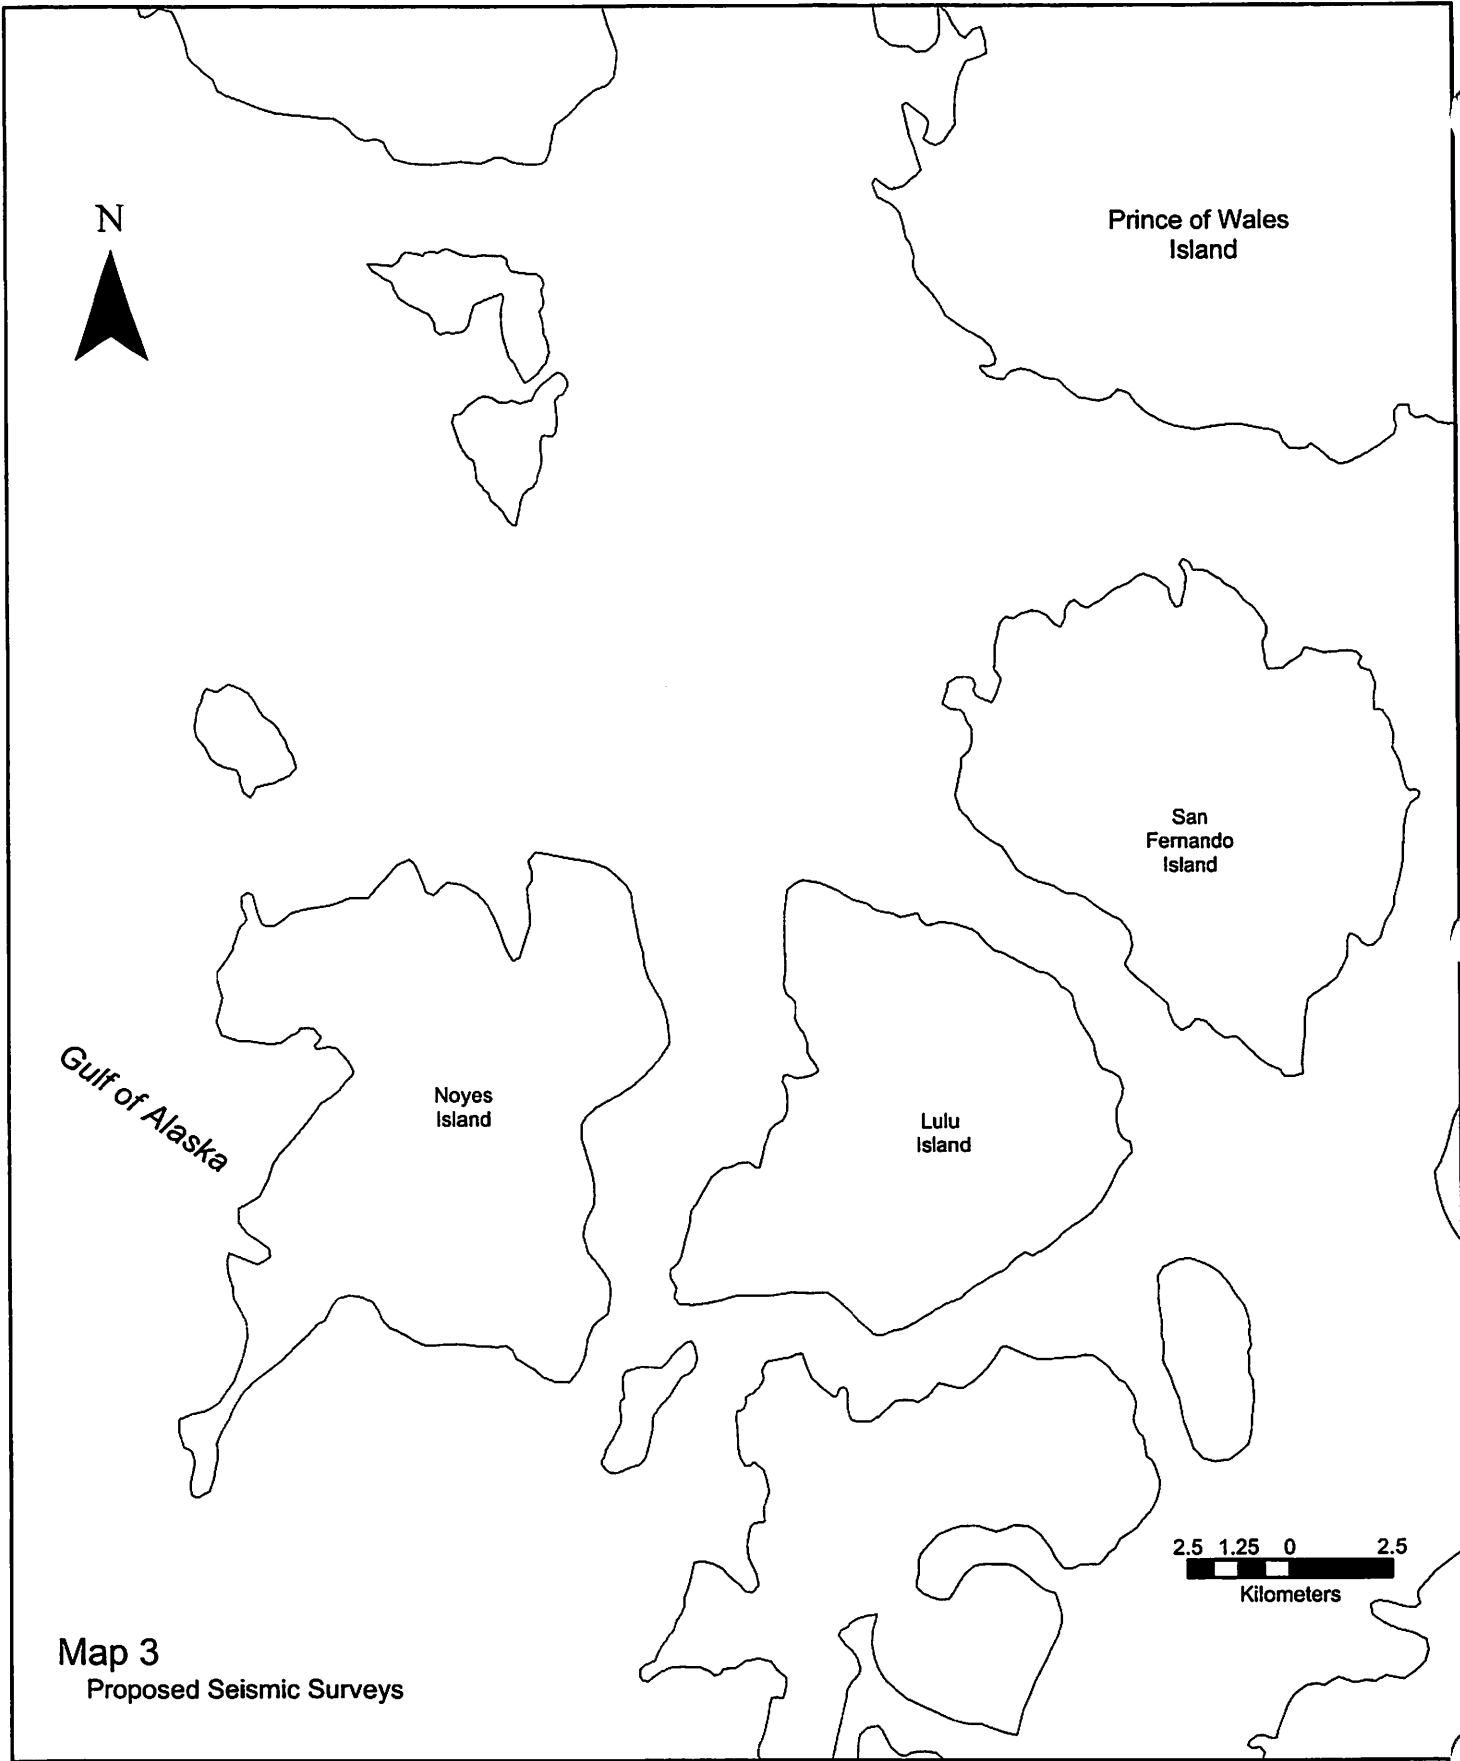 N
Prince of Wales
Island
San
Fernando
Island
Gulf of Alaska
Noyes
Island
Lulu
Island
2.5 1.25 0 2.5
Kilometers
Map 3
Proposed Seismic Surveys